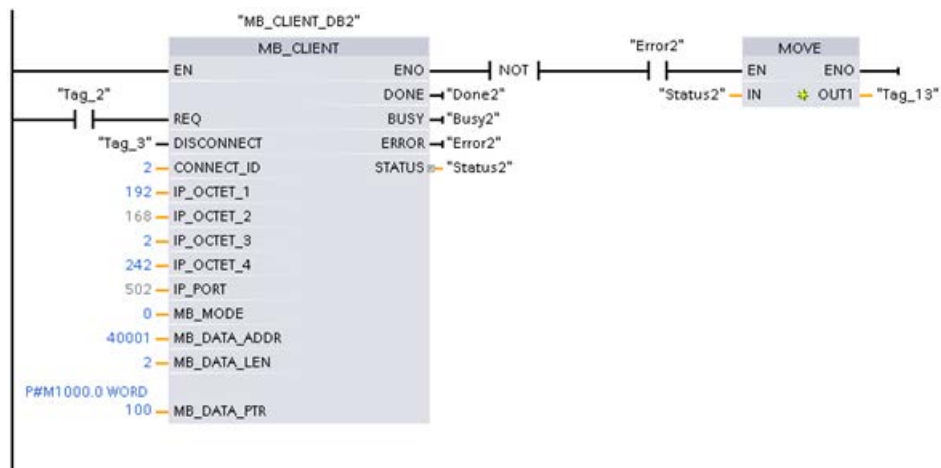 "MB_CLIENT_DB2"
MB_CLIENT
EN ENO NOT "Error2" MOVE EN ENO
"Tag_2" DONE "Done2" "Status2" IN OUT1 "Tag_13"
REQ BUSY "Busy2"
"Tag_3" DISCONNECT ERROR "Error2"
2 CONNECT_ID STATUS "Status2"
192 IP_OCTET_1
168 IP_OCTET_2
2 IP_OCTET_3
242 IP_OCTET_4
502 IP_PORT
0 MB_MODE
40001 MB_DATA_ADDR
2 MB_DATA_LEN
P#M1000.0 WORD
100 MB_DATA_PTR